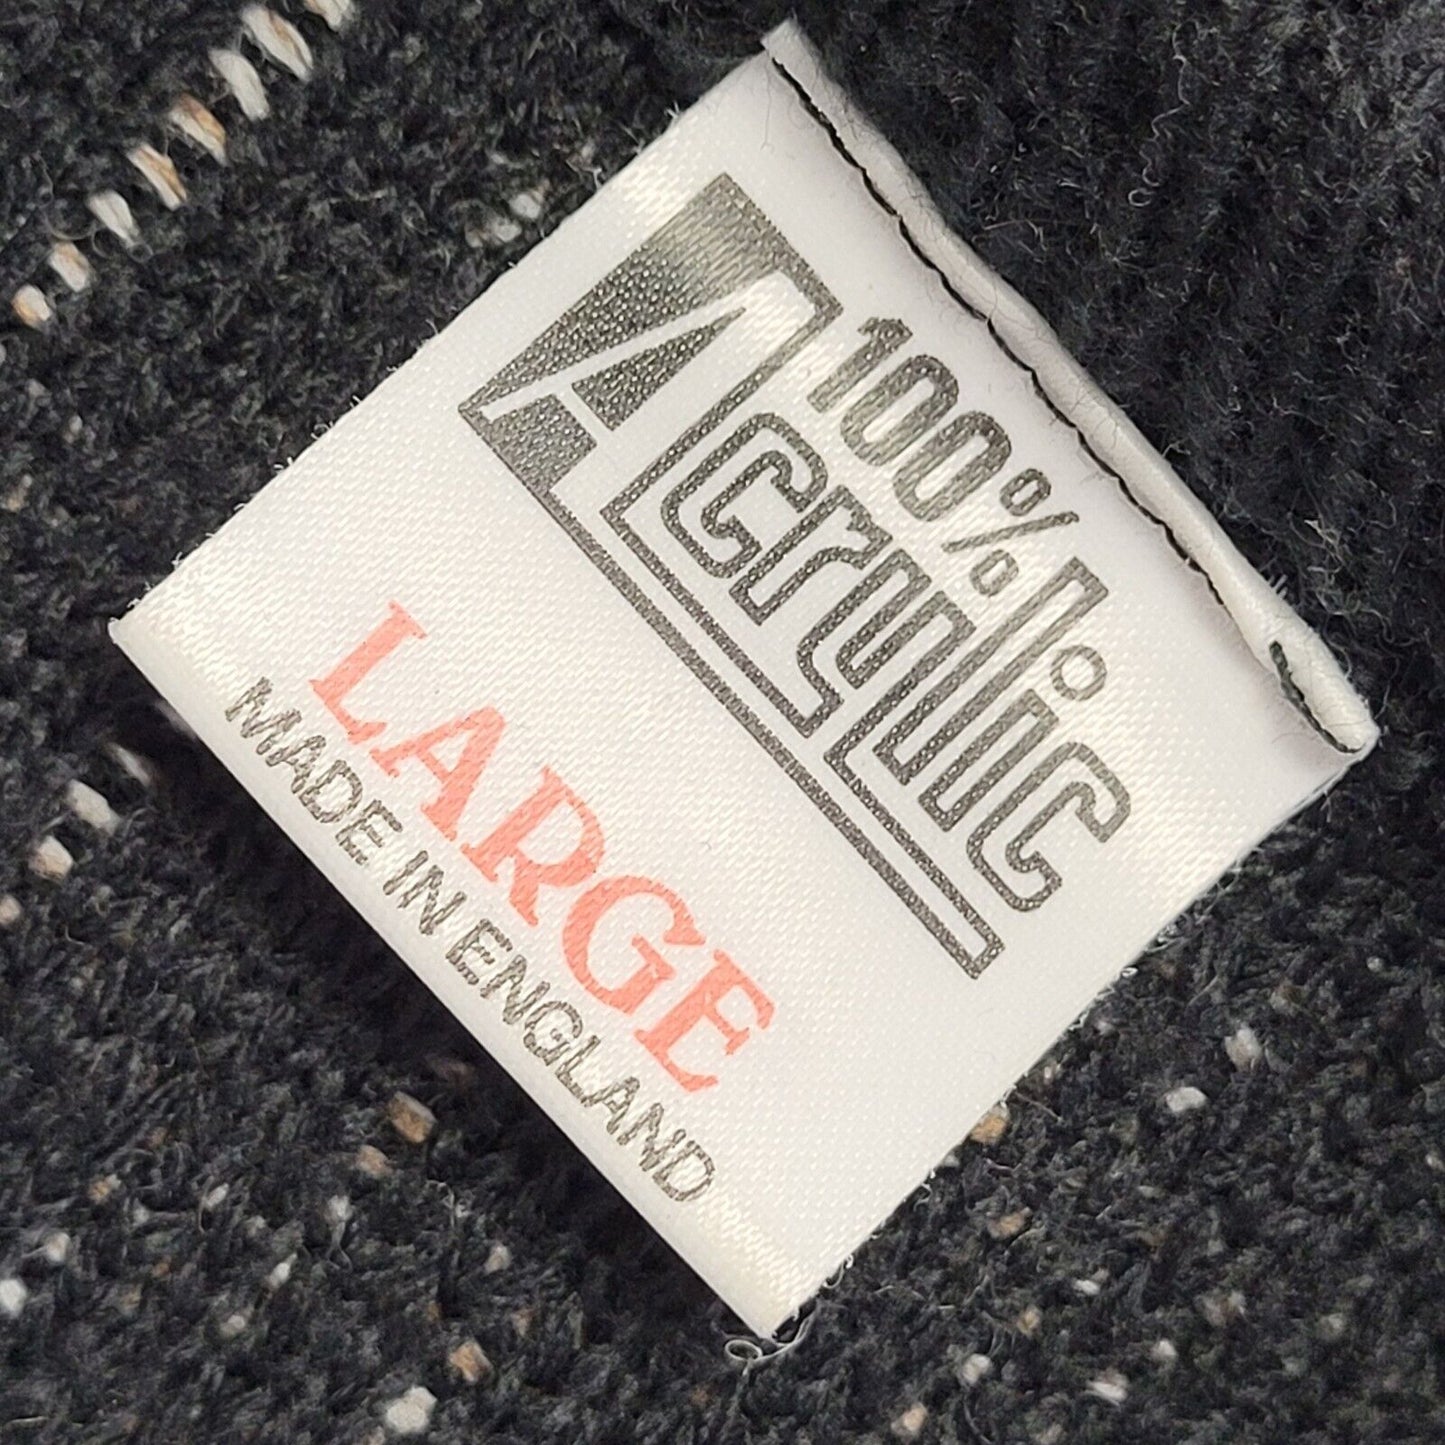 100%
Acrylic
LARGE
MADE IN ENGLAND